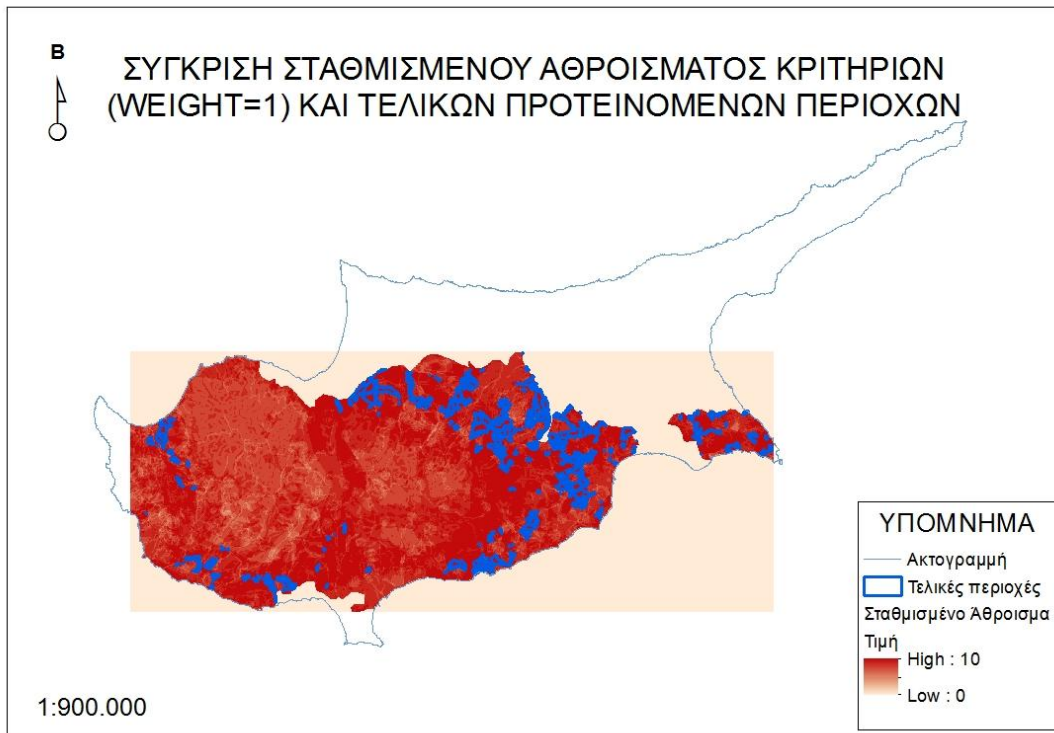 Β
ΣΥΓΚΡΙΣΗ ΣΤΑΘΜΙΣΜΕΝΟΥ ΑΘΡΟΙΣΜΑΤΟΣ ΚΡΙΤΗΡΙΩΝ
(WEIGHT=1) ΚΑΙ ΤΕΛΙΚΩΝ ΠΡΟΤΕΙΝΟΜΕΝΩΝ ΠΕΡΙΟΧΩΝ
ΥΠΟΜΝΗΜΑ
Ακτογραμμή
Τελικές περιοχές
Σταθμισμένο Άθροισμα
Τιμή
High : 10
Low : 0
1:900.000